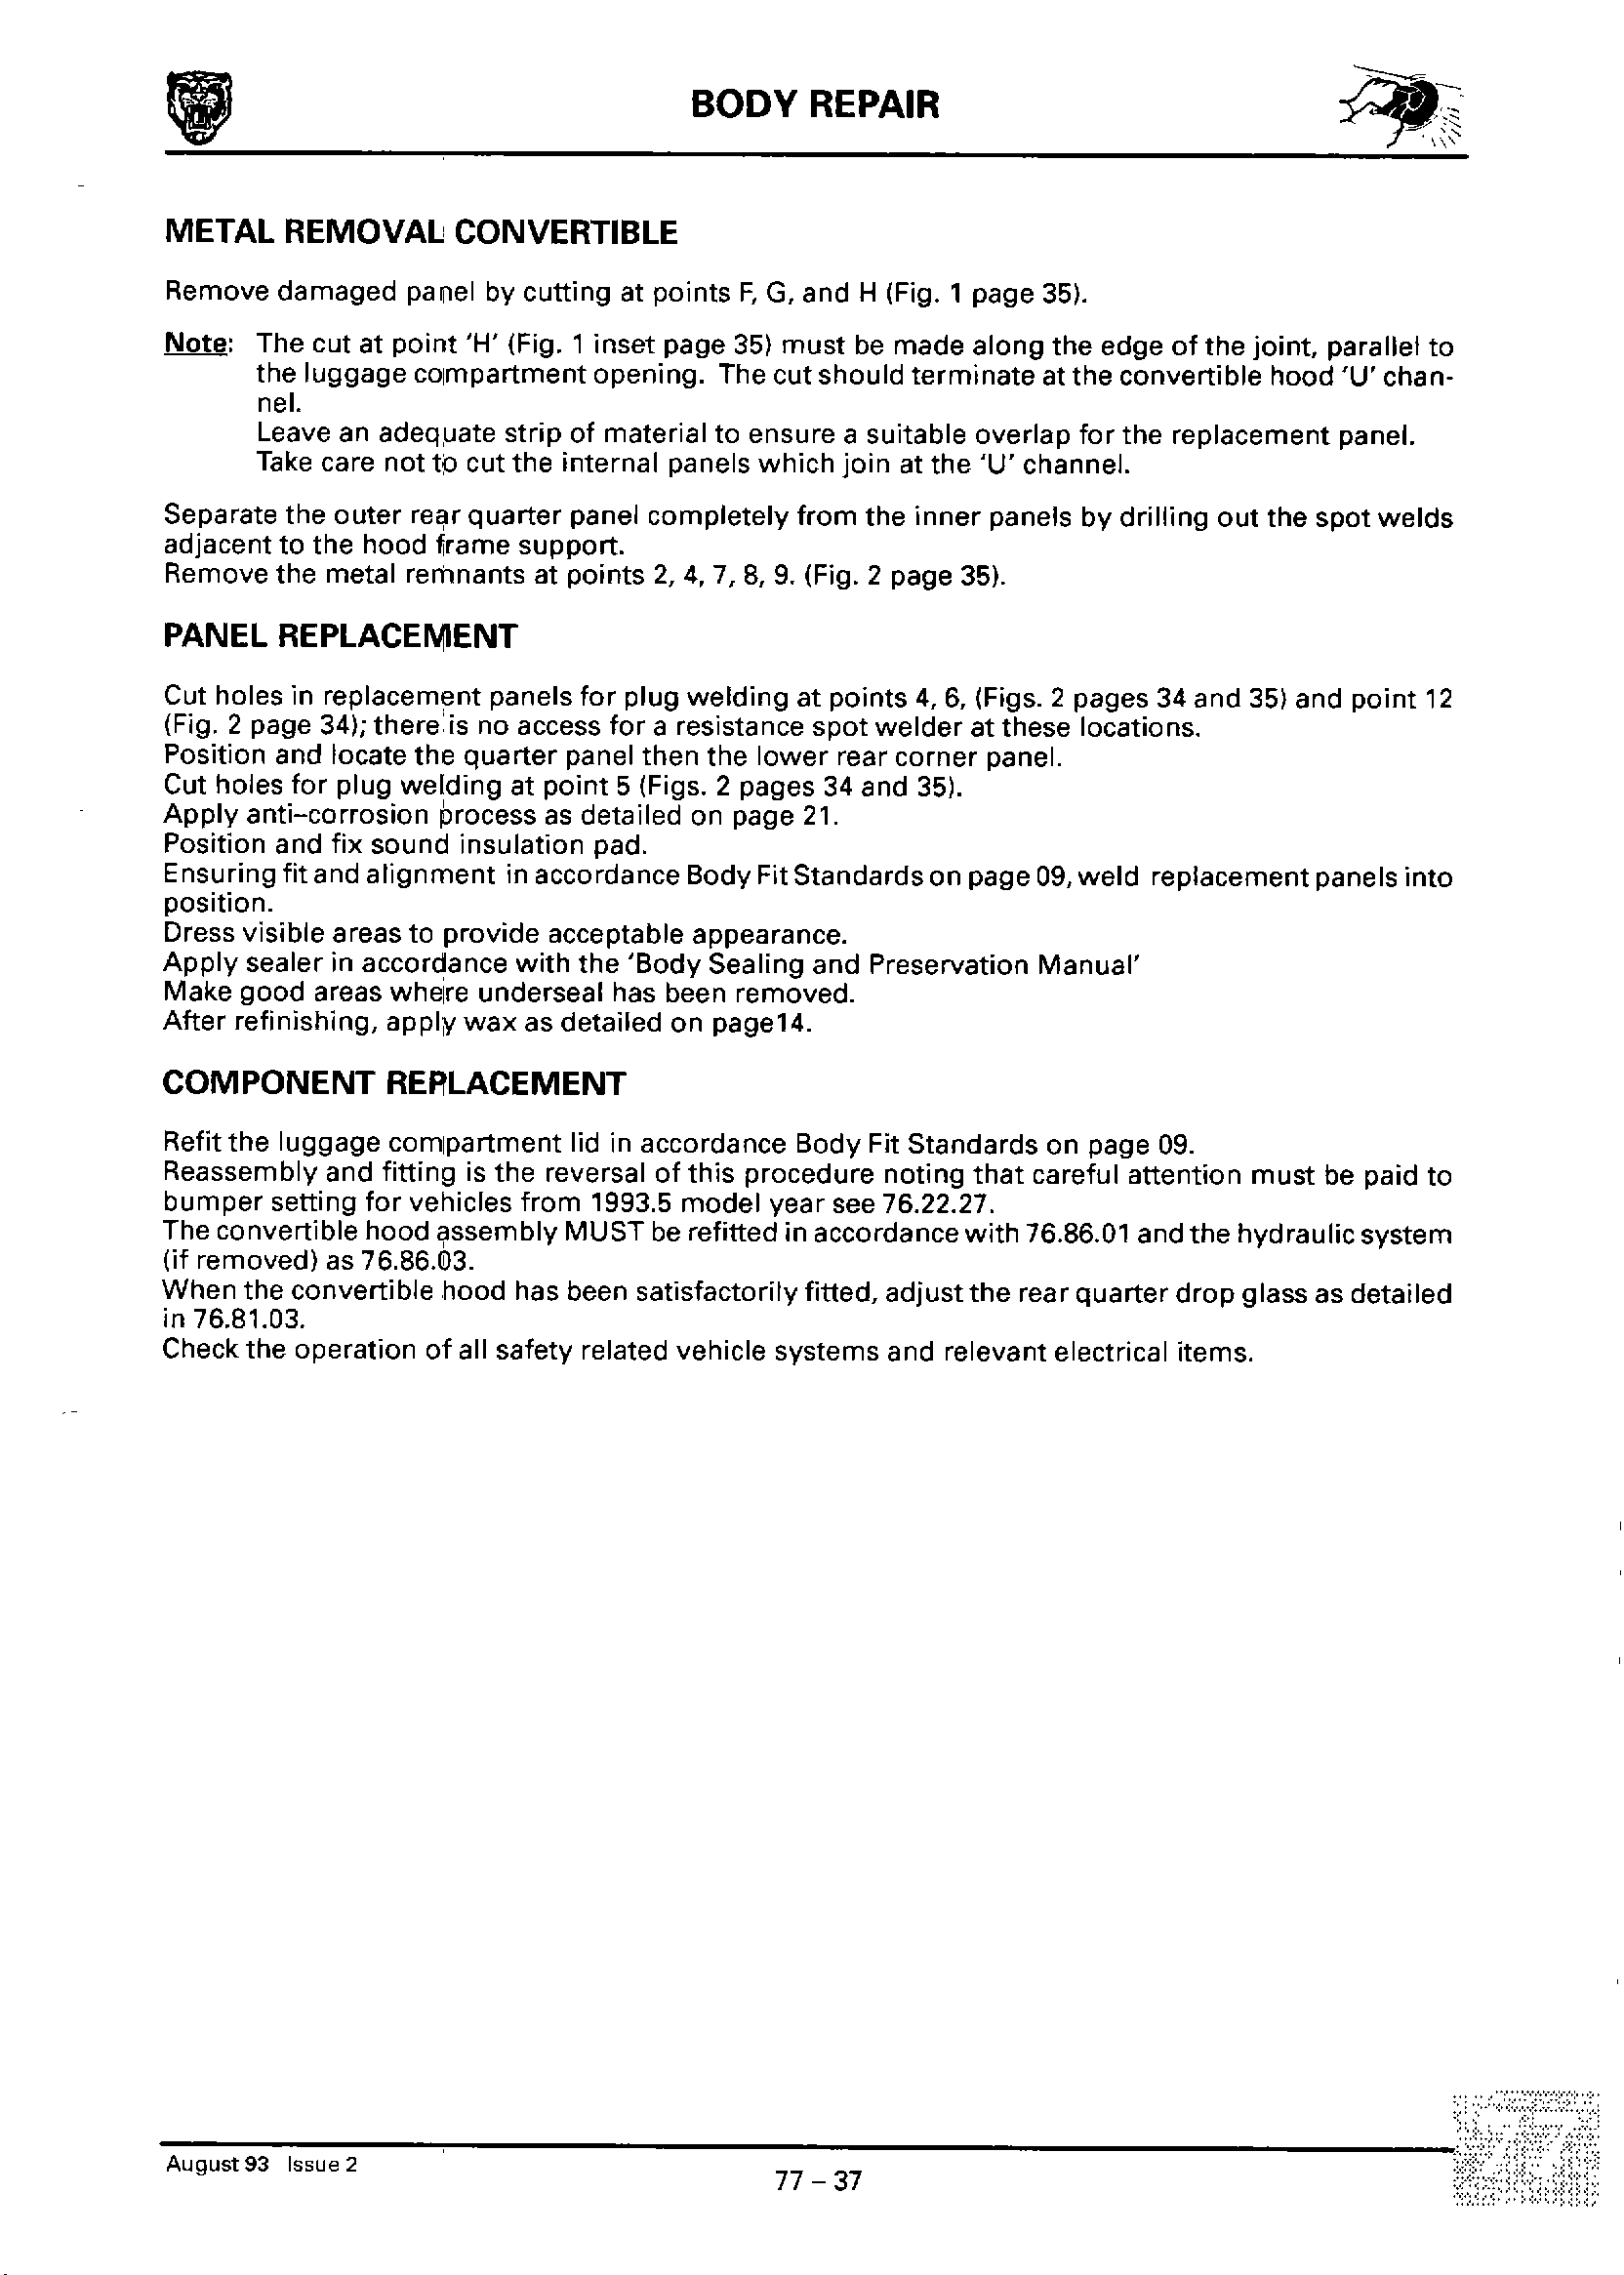 BODY REPAIR
METAL REMOVAL CONVERTIBLE
Remove damaged panel by cutting at points F, G, and H (Fig. 1 page 35).
Note: The cut at point 'H' (Fig. 1 inset page 35) must be made along the edge of the joint, parallel to
the luggage compartment opening. The cut should terminate at the convertible hood 'U' chan-
nel.
Leave an adequate strip of material to ensure a suitable overlap for the replacement panel.
Take care not to cut the internal panels which join at the 'U' channel.
Separate the outer rear quarter panel completely from the inner panels by drilling out the spot welds
adjacent to the hood frame support.
Remove the metal remnants at points 2, 4, 7, 8, 9. (Fig. 2 page 35).
PANEL REPLACEMENT
Cut holes in replacement panels for plug welding at points 4, 6, (Figs. 2 pages 34 and 35) and point 12
(Fig. 2 page 34); there is no access for a resistance spot welder at these locations.
Position and locate the quarter panel then the lower rear corner panel.
Cut holes for plug welding at point 5 (Figs. 2 pages 34 and 35).
Apply anti–corrosion process as detailed on page 21.
Position and fix sound insulation pad.
Ensuring fit and alignment in accordance Body Fit Standards on page 09, weld replacement panels into
position.
Dress visible areas to provide acceptable appearance.
Apply sealer in accordance with the 'Body Sealing and Preservation Manual'
Make good areas where underseal has been removed.
After refinishing, apply wax as detailed on page14.
COMPONENT REPLACEMENT
Refit the luggage compartment lid in accordance Body Fit Standards on page 09.
Reassembly and fitting is the reversal of this procedure noting that careful attention must be paid to
bumper setting for vehicles from 1993.5 model year see 76.22.27.
The convertible hood assembly MUST be refitted in accordance with 76.86.01 and the hydraulic system
(if removed) as 76.86.03.
When the convertible hood has been satisfactorily fitted, adjust the rear quarter drop glass as detailed
in 76.81.03.
Check the operation of all safety related vehicle systems and relevant electrical items.
August 93 Issue 2
77 – 37